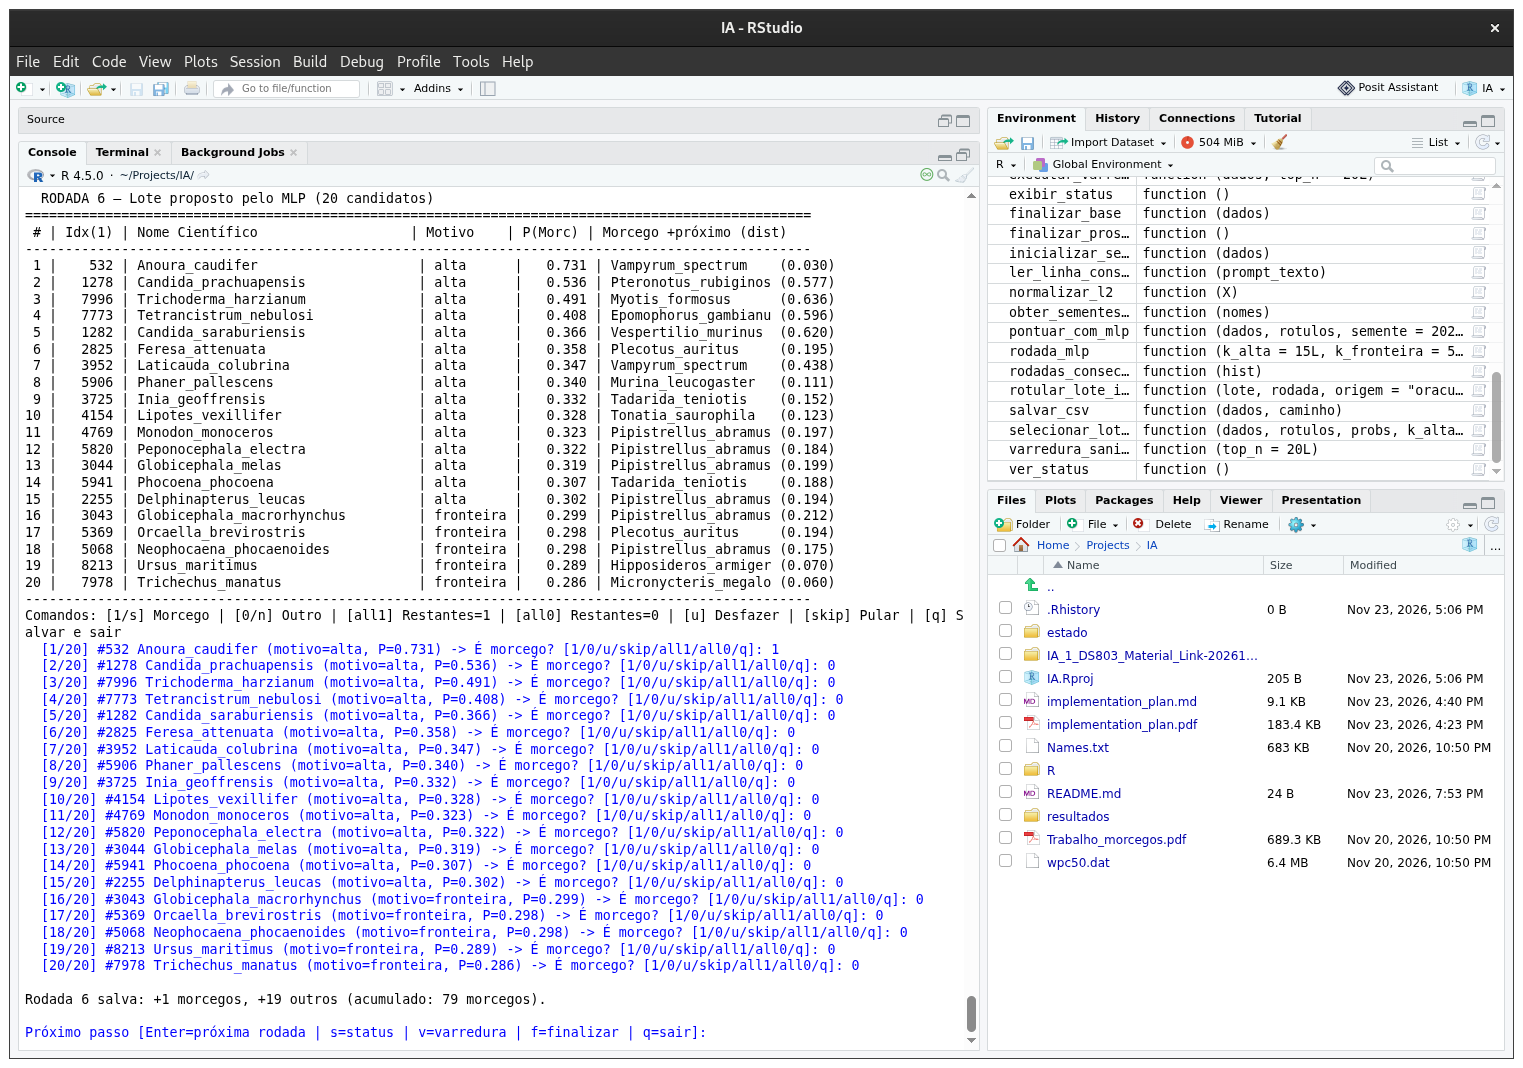 IA - RStudio
File Edit Code View Plots Session Build Debug Profile Tools Help
Go to file/function Addins Posit Assistant IA
Source
Console Terminal Background Jobs
R 4.5.0 · ~/Projects/IA/
RODADA 6 — Lote proposto pelo MLP (20 candidatos)
==================================================================================================
# | Idx(1) | Nome Científico | Motivo | P(Morc) | Morcego +próximo (dist)
--------------------------------------------------------------------------------------------------
1 | 532 | Anoura_caudifer | alta | 0.731 | Vampyrum_spectrum (0.030)
2 | 1278 | Candida_prachuapensis | alta | 0.536 | Pteronotus_rubiginos (0.577)
3 | 7996 | Trichoderma_harzianum | alta | 0.491 | Myotis_formosus (0.636)
4 | 7773 | Tetrancistrum_nebulosi | alta | 0.408 | Epomophorus_gambianu (0.596)
5 | 1282 | Candida_saraburiensis | alta | 0.366 | Vespertilio_murinus (0.620)
6 | 2825 | Feresa_attenuata | alta | 0.358 | Plecotus_auritus (0.195)
7 | 3952 | Laticauda_colubrina | alta | 0.347 | Vampyrum_spectrum (0.438)
8 | 5906 | Phaner_pallescens | alta | 0.340 | Murina_leucogaster (0.111)
9 | 3725 | Inia_geoffrensis | alta | 0.332 | Tadarida_teniotis (0.152)
10 | 4154 | Lipotes_vexillifer | alta | 0.328 | Tonatia_saurophila (0.123)
11 | 4769 | Monodon_monoceros | alta | 0.323 | Pipistrellus_abramus (0.197)
12 | 5820 | Peponocephala_electra | alta | 0.322 | Pipistrellus_abramus (0.184)
13 | 3044 | Globicephala_melas | alta | 0.319 | Pipistrellus_abramus (0.199)
14 | 5941 | Phocoena_phocoena | alta | 0.307 | Tadarida_teniotis (0.188)
15 | 2255 | Delphinapterus_leucas | alta | 0.302 | Pipistrellus_abramus (0.194)
16 | 3043 | Globicephala_macrorhynchus | fronteira | 0.299 | Pipistrellus_abramus (0.212)
17 | 5369 | Orcaella_brevirostris | fronteira | 0.298 | Plecotus_auritus (0.194)
18 | 5068 | Neophocaena_phocaenoides | fronteira | 0.298 | Pipistrellus_abramus (0.175)
19 | 8213 | Ursus_maritimus | fronteira | 0.289 | Hipposideros_armiger (0.070)
20 | 7978 | Trichechus_manatus | fronteira | 0.286 | Micronycteris_megalo (0.060)
--------------------------------------------------------------------------------------------------
Comandos: [1/s] Morcego | [0/n] Outro | [all1] Restantes=1 | [all0] Restantes=0 | [u] Desfazer | [skip] Pular | [q] S
alvar e sair
[1/20] #532 Anoura_caudifer (motivo=alta, P=0.731) -> É morcego? [1/0/u/skip/all1/all0/q]: 1
[2/20] #1278 Candida_prachuapensis (motivo=alta, P=0.536) -> É morcego? [1/0/u/skip/all1/all0/q]: 0
[3/20] #7996 Trichoderma_harzianum (motivo=alta, P=0.491) -> É morcego? [1/0/u/skip/all1/all0/q]: 0
[4/20] #7773 Tetrancistrum_nebulosi (motivo=alta, P=0.408) -> É morcego? [1/0/u/skip/all1/all0/q]: 0
[5/20] #1282 Candida_saraburiensis (motivo=alta, P=0.366) -> É morcego? [1/0/u/skip/all1/all0/q]: 0
[6/20] #2825 Feresa_attenuata (motivo=alta, P=0.358) -> É morcego? [1/0/u/skip/all1/all0/q]: 0
[7/20] #3952 Laticauda_colubrina (motivo=alta, P=0.347) -> É morcego? [1/0/u/skip/all1/all0/q]: 0
[8/20] #5906 Phaner_pallescens (motivo=alta, P=0.340) -> É morcego? [1/0/u/skip/all1/all0/q]: 0
[9/20] #3725 Inia_geoffrensis (motivo=alta, P=0.332) -> É morcego? [1/0/u/skip/all1/all0/q]: 0
[10/20] #4154 Lipotes_vexillifer (motivo=alta, P=0.328) -> É morcego? [1/0/u/skip/all1/all0/q]: 0
[11/20] #4769 Monodon_monoceros (motivo=alta, P=0.323) -> É morcego? [1/0/u/skip/all1/all0/q]: 0
[12/20] #5820 Peponocephala_electra (motivo=alta, P=0.322) -> É morcego? [1/0/u/skip/all1/all0/q]: 0
[13/20] #3044 Globicephala_melas (motivo=alta, P=0.319) -> É morcego? [1/0/u/skip/all1/all0/q]: 0
[14/20] #5941 Phocoena_phocoena (motivo=alta, P=0.307) -> É morcego? [1/0/u/skip/all1/all0/q]: 0
[15/20] #2255 Delphinapterus_leucas (motivo=alta, P=0.302) -> É morcego? [1/0/u/skip/all1/all0/q]: 0
[16/20] #3043 Globicephala_macrorhynchus (motivo=fronteira, P=0.299) -> É morcego? [1/0/u/skip/all1/all0/q]: 0
[17/20] #5369 Orcaella_brevirostris (motivo=fronteira, P=0.298) -> É morcego? [1/0/u/skip/all1/all0/q]: 0
[18/20] #5068 Neophocaena_phocaenoides (motivo=fronteira, P=0.298) -> É morcego? [1/0/u/skip/all1/all0/q]: 0
[19/20] #8213 Ursus_maritimus (motivo=fronteira, P=0.289) -> É morcego? [1/0/u/skip/all1/all0/q]: 0
[20/20] #7978 Trichechus_manatus (motivo=fronteira, P=0.286) -> É morcego? [1/0/u/skip/all1/all0/q]: 0
Rodada 6 salva: +1 morcegos, +19 outros (acumulado: 79 morcegos).
Próximo passo [Enter=próxima rodada | s=status | v=varredura | f=finalizar | q=sair]:
Environment History Connections Tutorial
Import Dataset 504 MiB List
R Global Environment
exibir_status function ()
finalizar_base function (dados)
finalizar_pros… function ()
inicializar_se… function (dados)
ler_linha_cons… function (prompt_texto)
normalizar_l2 function (X)
obter_sementes… function (nomes)
pontuar_com_mlp function (dados, rotulos, semente = 202…
rodada_mlp function (k_alta = 15L, k_fronteira = 5…
rodadas_consec… function (hist)
rotular_lote_i… function (lote, rodada, origem = "oracu…
salvar_csv function (dados, caminho)
selecionar_lot… function (dados, rotulos, probs, k_alta…
varredura_sani… function (top_n = 20L)
ver_status function ()
Files Plots Packages Help Viewer Presentation
Folder File Delete Rename
Home Projects IA ...
Name Size Modified
..
.Rhistory 0 B Nov 23, 2026, 5:06 PM
estado
IA_1_DS803_Material_Link-20261…
IA.Rproj 205 B Nov 23, 2026, 5:06 PM
implementation_plan.md 9.1 KB Nov 23, 2026, 4:40 PM
implementation_plan.pdf 183.4 KB Nov 23, 2026, 4:23 PM
Names.txt 683 KB Nov 20, 2026, 10:50 PM
R
README.md 24 B Nov 23, 2026, 7:53 PM
resultados
Trabalho_morcegos.pdf 689.3 KB Nov 20, 2026, 10:50 PM
wpc50.dat 6.4 MB Nov 20, 2026, 10:50 PM